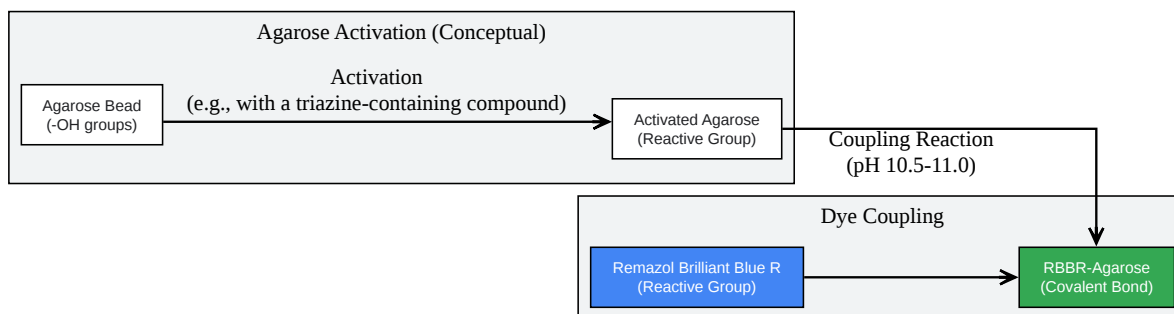 Agarose Activation (Conceptual)
Activation
(e.g., with a triazine-containing compound)
Agarose Bead
(-OH groups)
Activated Agarose
(Reactive Group)
Coupling Reaction
(pH 10.5-11.0)
Dye Coupling
Remazol Brilliant Blue R
(Reactive Group)
RBBR-Agarose
(Covalent Bond)